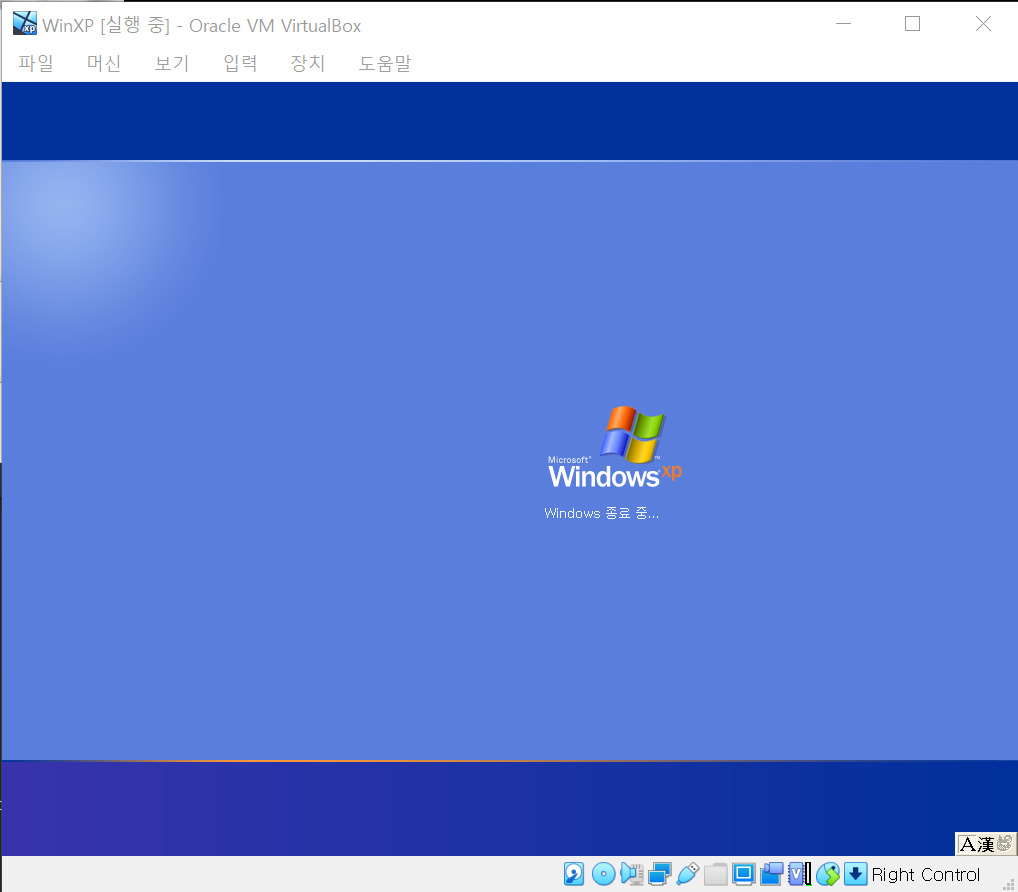 WinXP [실행 중] - Oracle VM VirtualBox
파일 머신 보기 입력 장치 도움말
Microsoft®
Windows xp™
Windows 종료 중...
A漢
Right Control